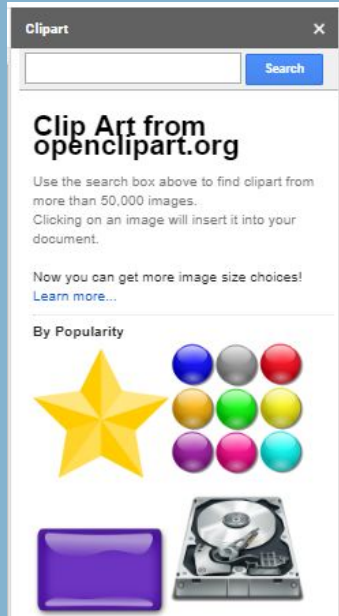 Clipart
Search
Clip Art from
openclipart.org
Use the search box above to find clipart from
more than 50,000 images.
Clicking on an image will insert it into your
document.
Now you can get more image size choices!
Learn more...
By Popularity